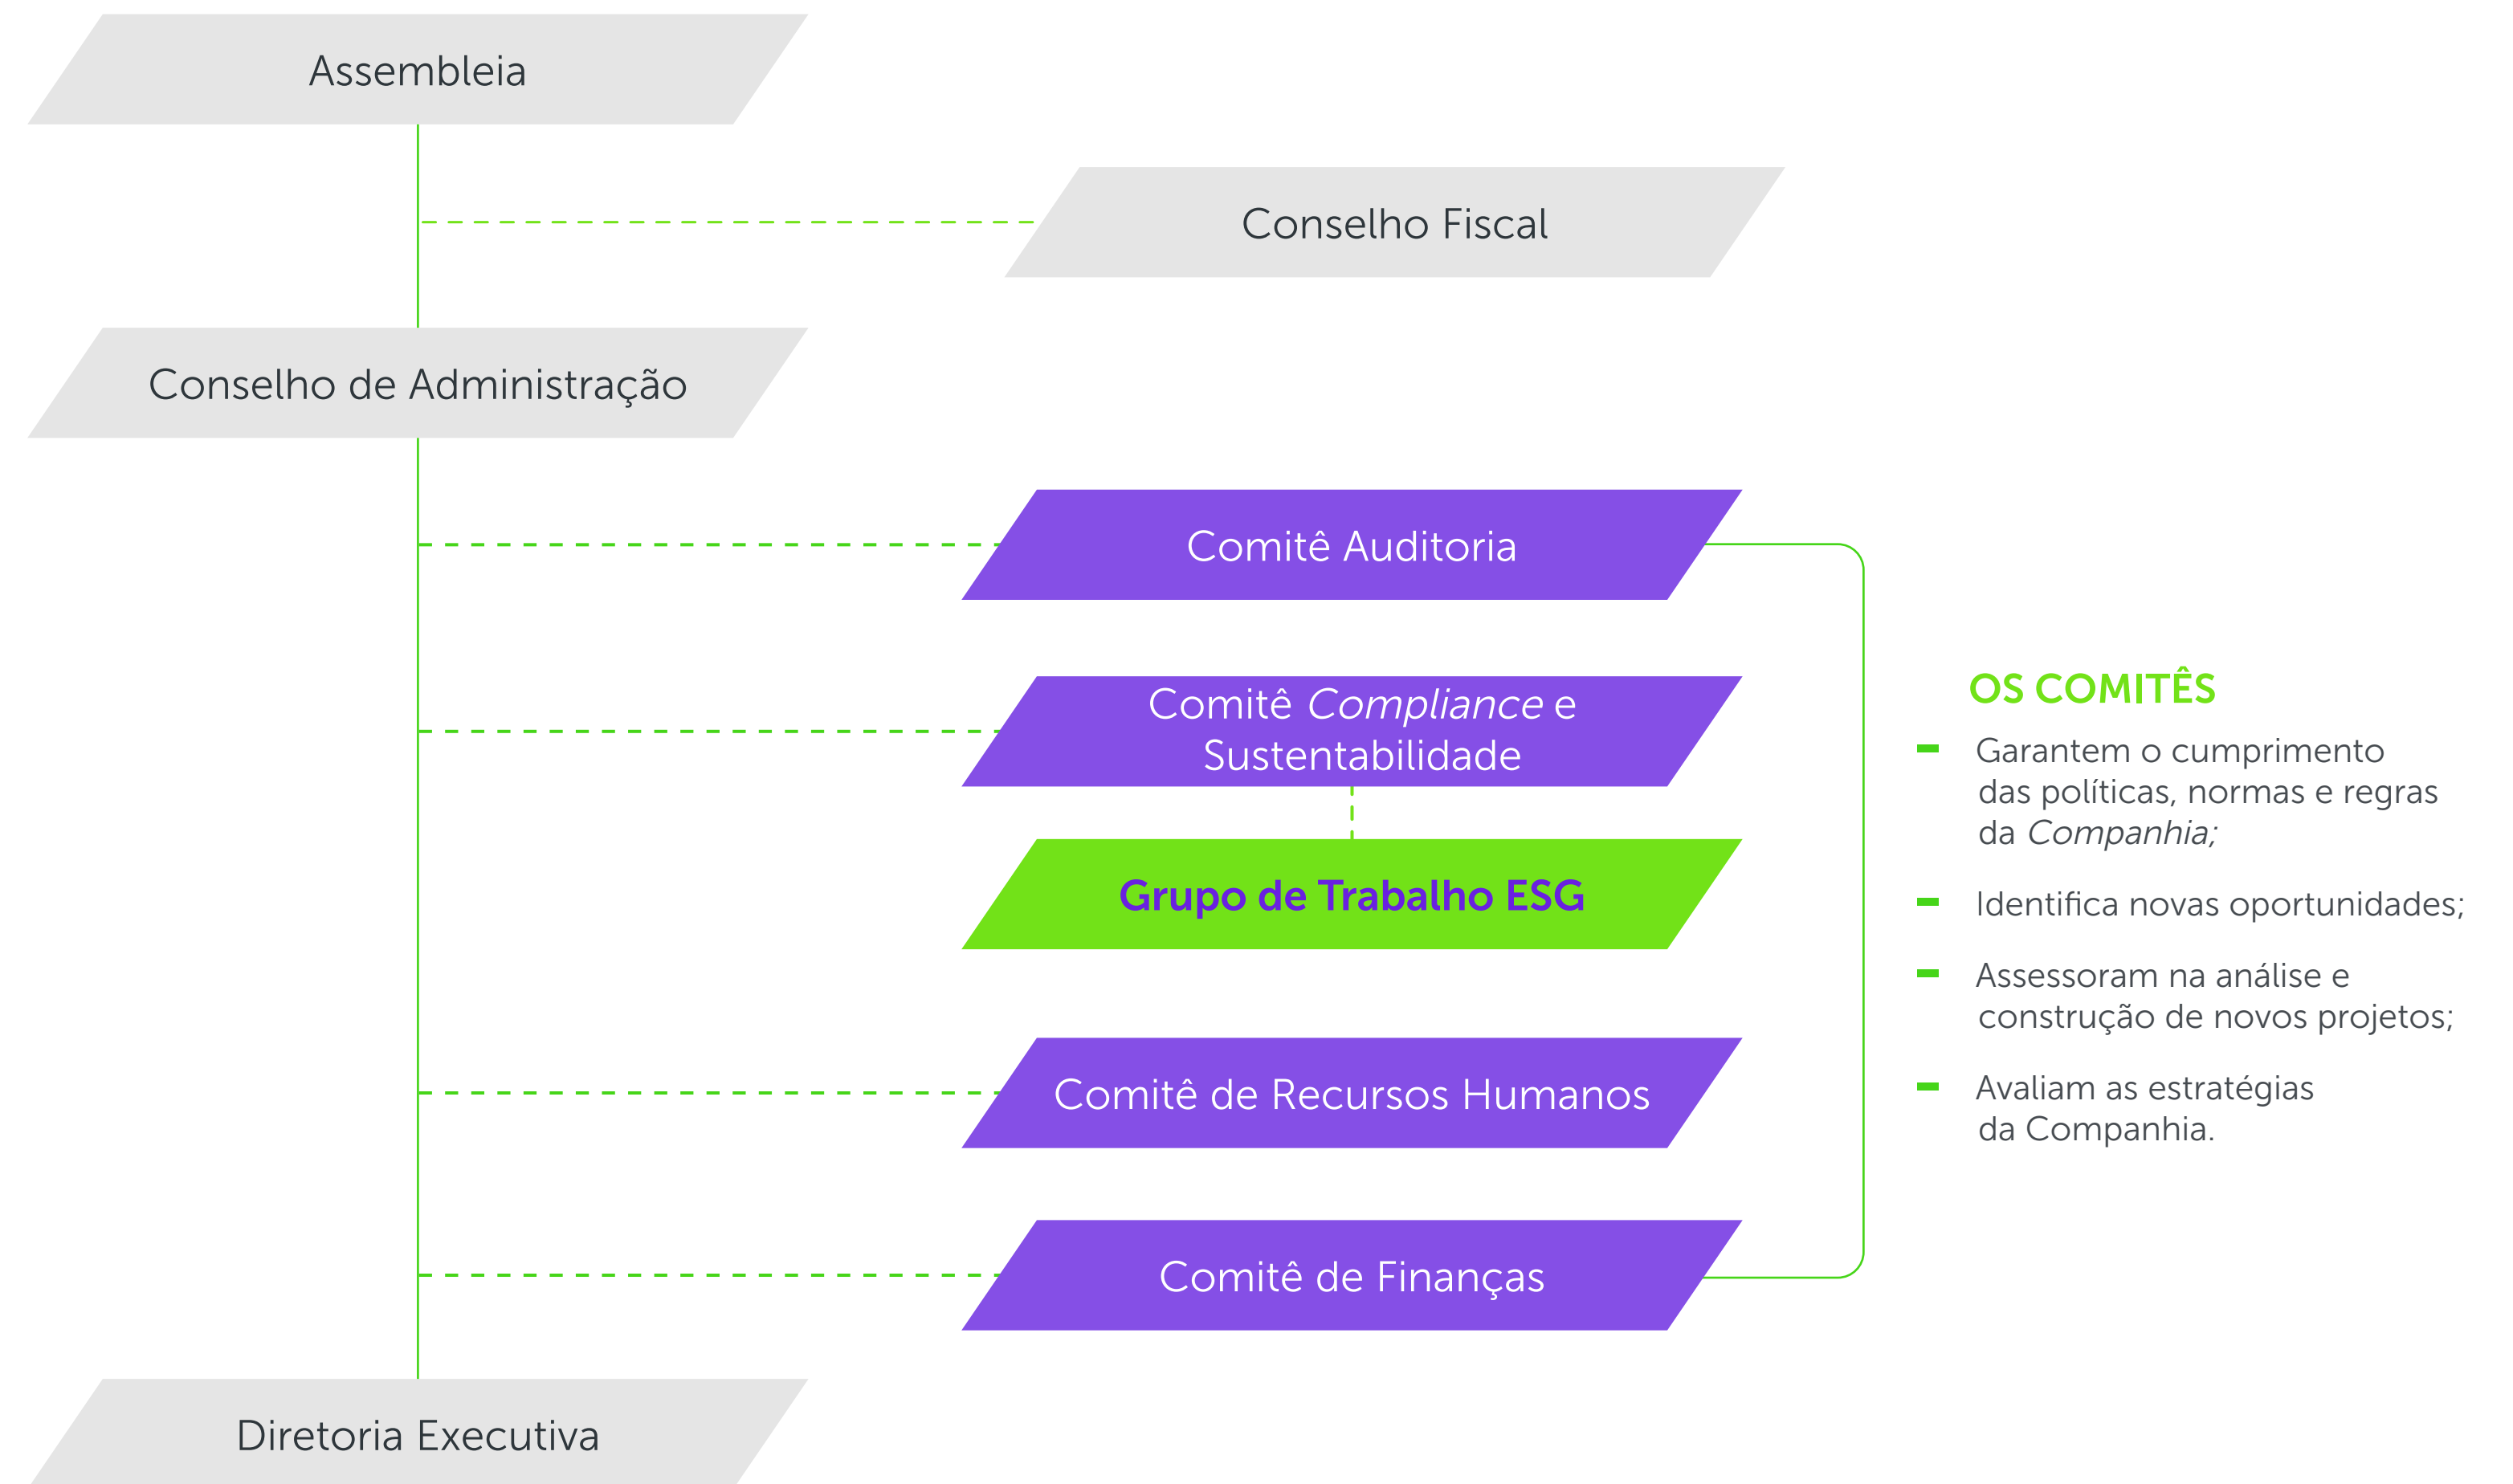 Assembleia
Conselho Fiscal
Conselho de Administração
Comitê Auditoria
Comitê Compliance e
Sustentabilidade
Grupo de Trabalho ESG
Comitê de Recursos Humanos
Comitê de Finanças
Diretoria Executiva
OS COMITÊS
Garantem o cumprimento
das políticas, normas e regras
da Companhia;
Identifica novas oportunidades;
Assessoram na análise e
construção de novos projetos;
Avaliam as estratégias
da Companhia.